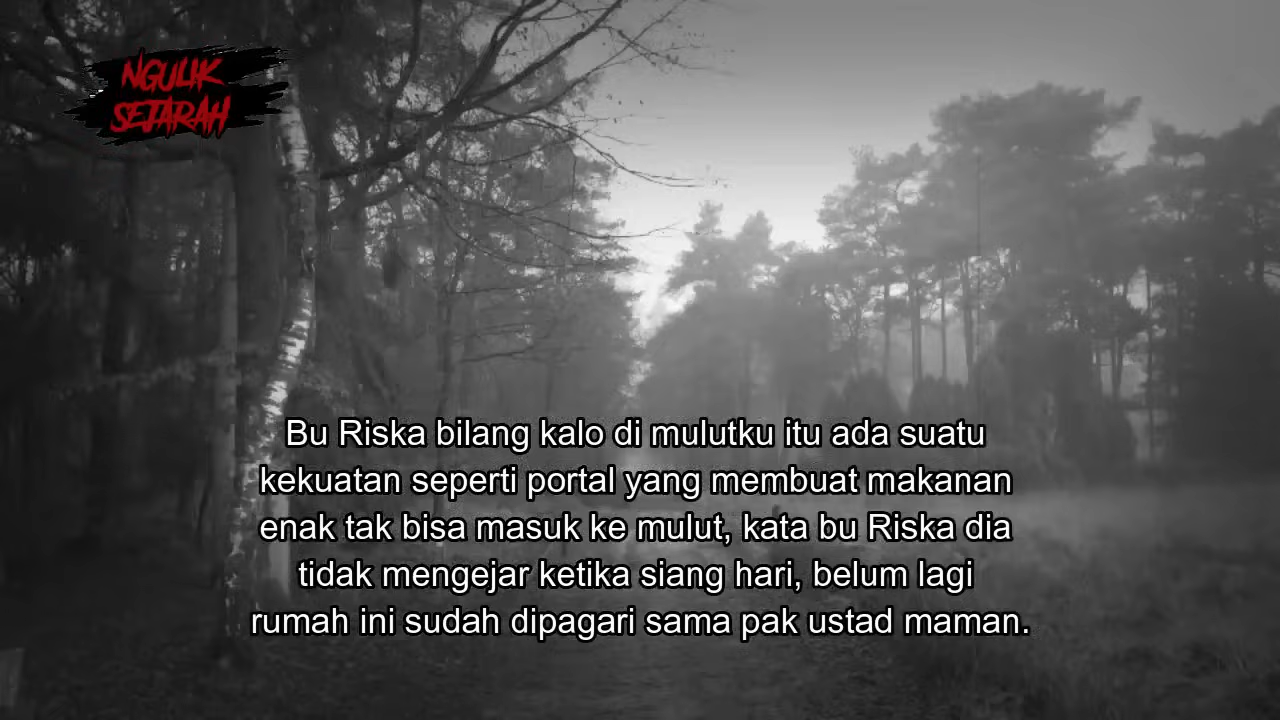 NGULIK
SEJARAH
Bu Riska bilang kalo di mulutku itu ada suatu
kekuatan seperti portal yang membuat makanan
enak tak bisa masuk ke mulut, kata bu Riska dia
tidak mengejar ketika siang hari, belum lagi
rumah ini sudah dipagari sama pak ustad maman.